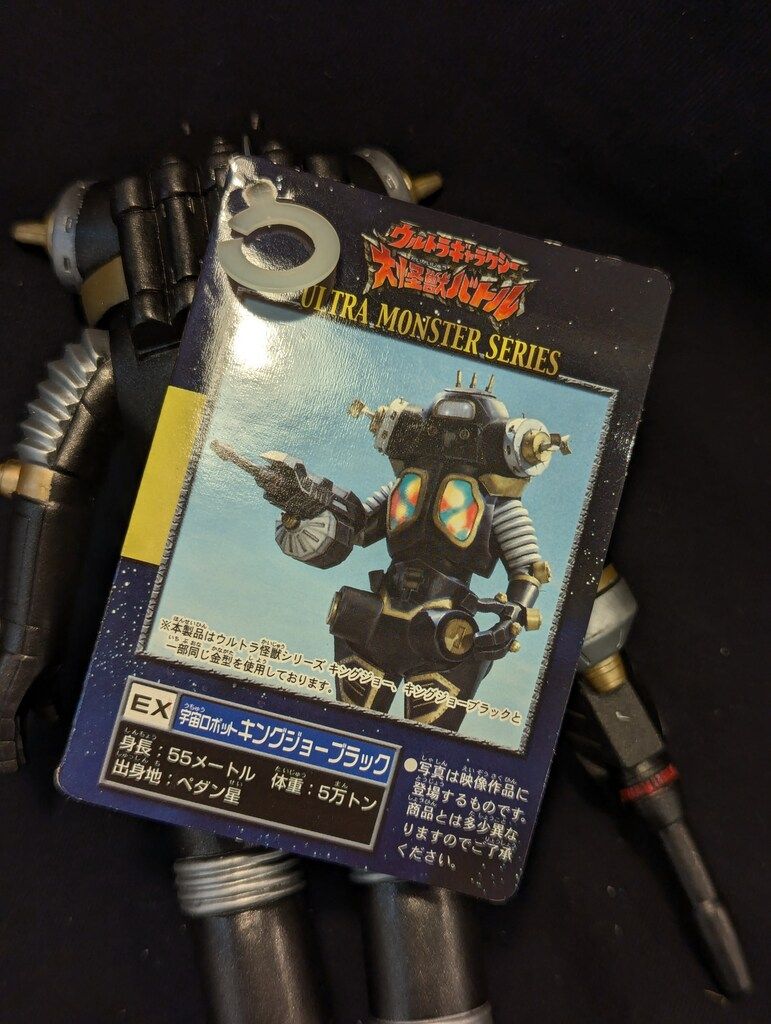 ウルトラギャラクシー
大怪獣バトル
ULTRA MONSTER SERIES
※本製品はウルトラ怪獣シリーズ キングジョー、キングジョーブラックと
一部同じ金型を使用しております。
EX
宇宙ロボット キングジョーブラック
身長：55メートル 体重：5万トン
出身地：ペダン星
●写真は映像作品に
登場するものです。
商品とは多少異な
りますのでご了承
ください。